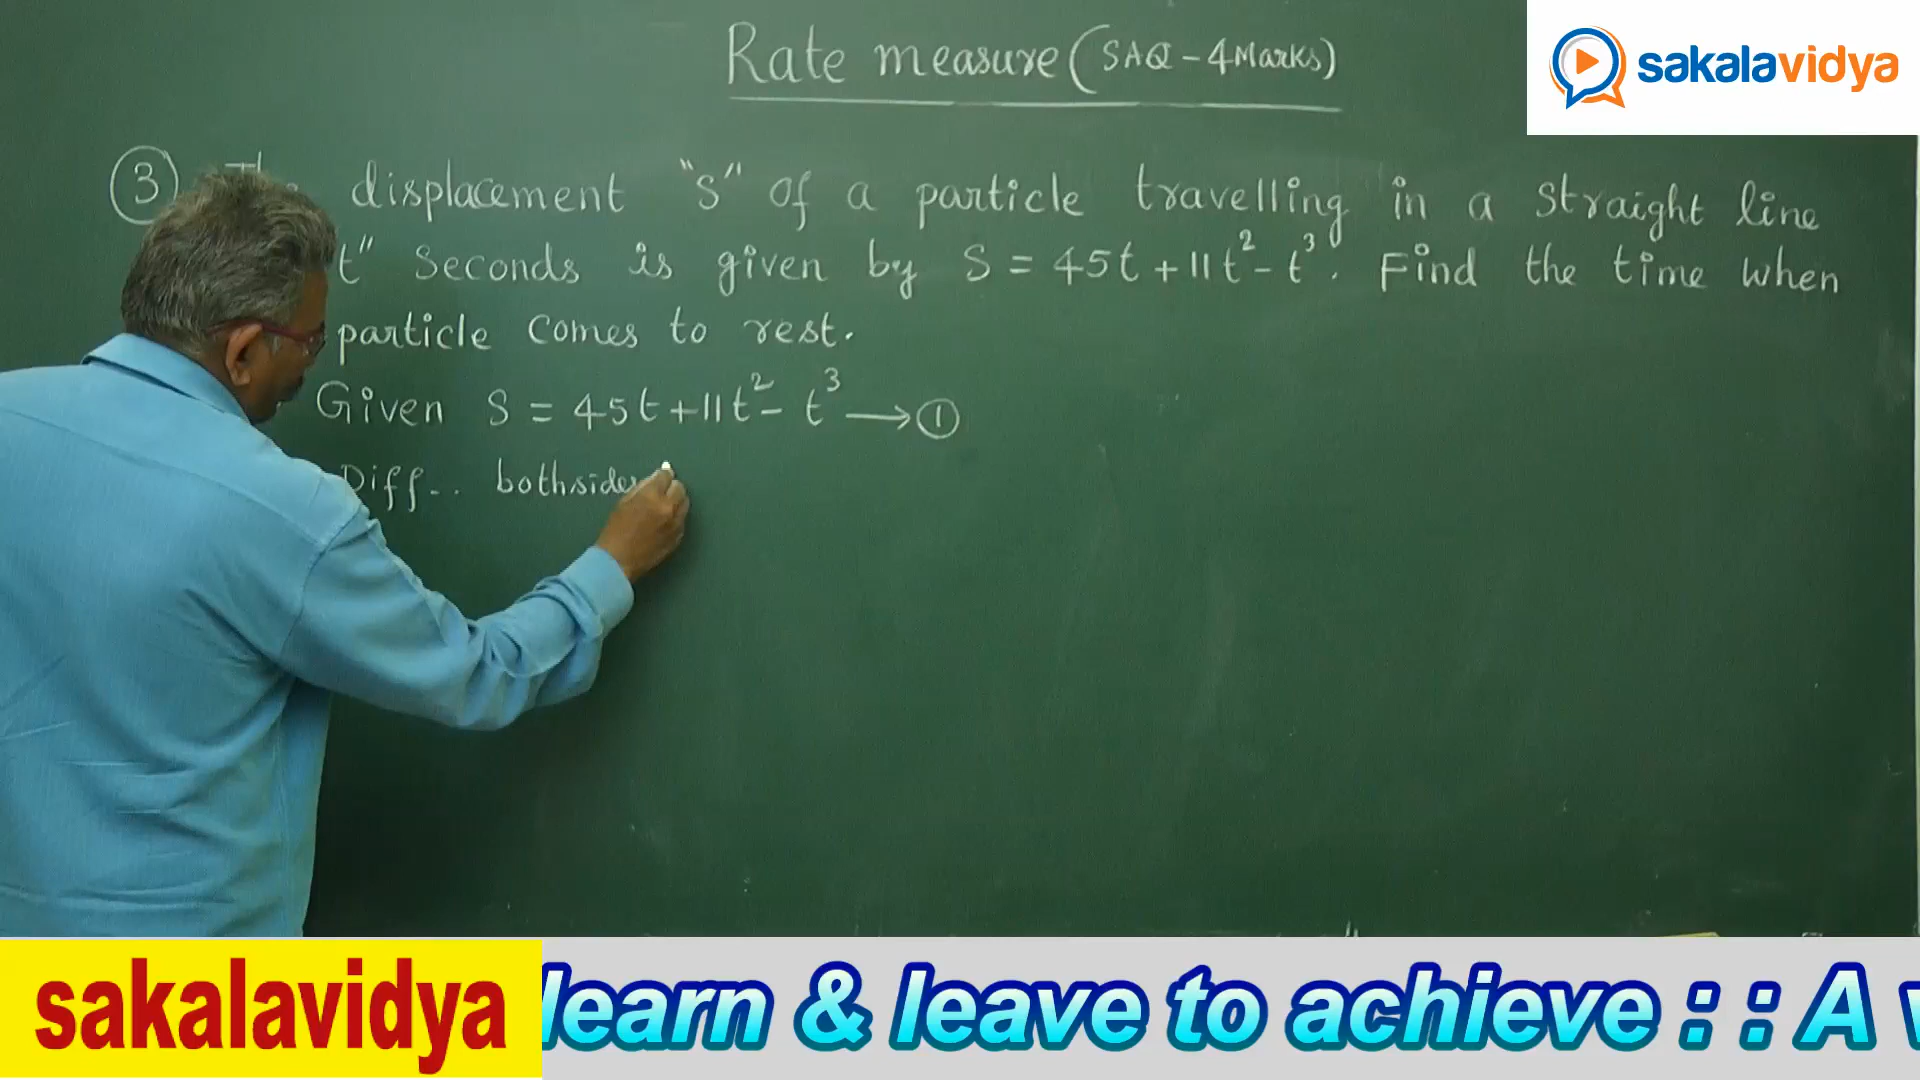 Rate measure (SAQ - 4Marks)
sakalavidya
3 displacement "s" of a particle travelling in a straight line
t" seconds is given by S = 45t + 11t² - t³. Find the time when
particle comes to rest.
Given S = 45t + 11t² - t³ → 1
Diff... bothsides
sakalavidya
learn & leave to achieve : : A